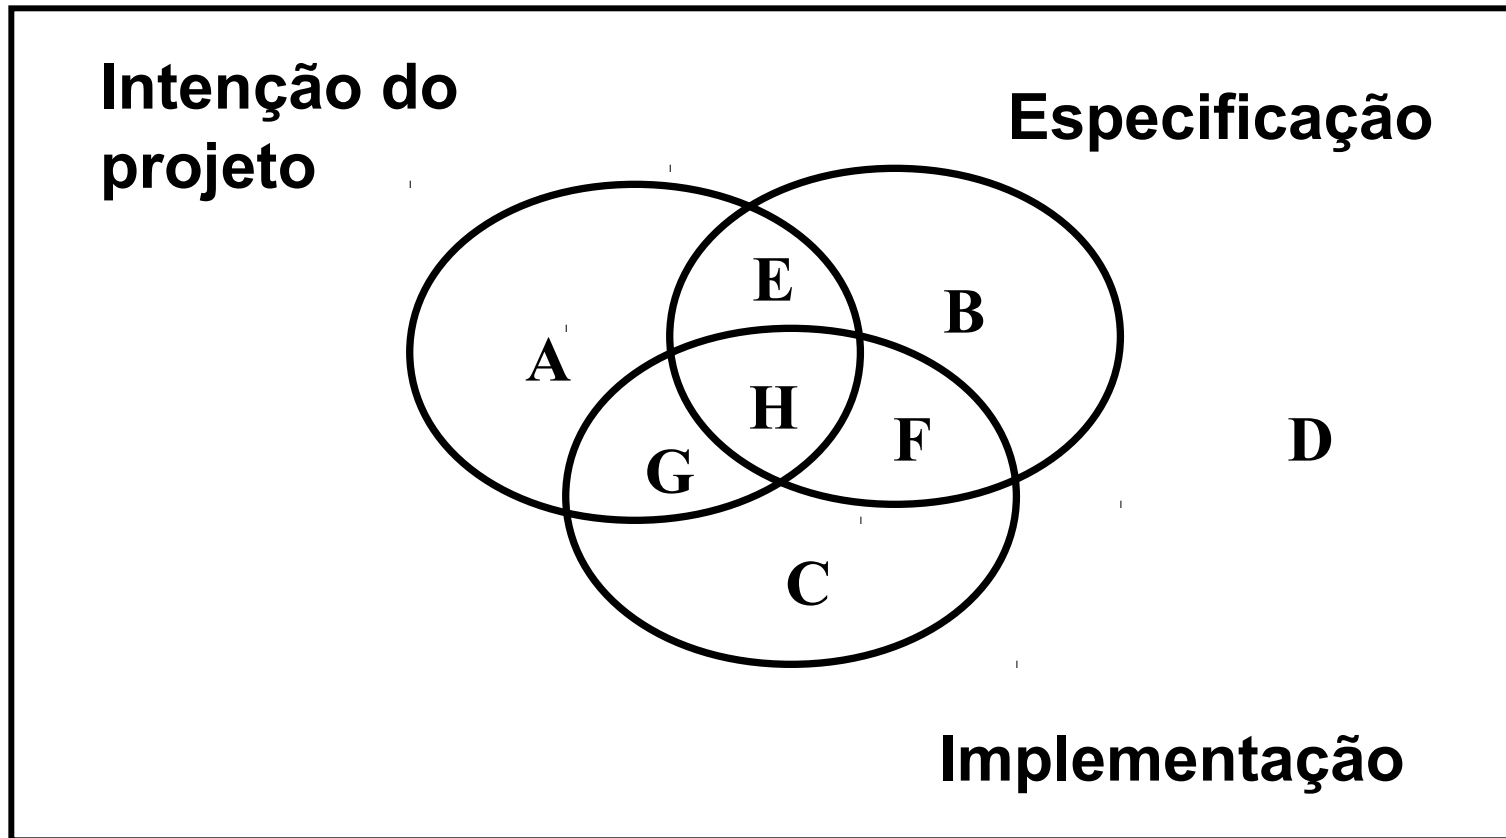 Intenção do
projeto
Especificação
E
B
A
H
F
D
G
C
Implementação